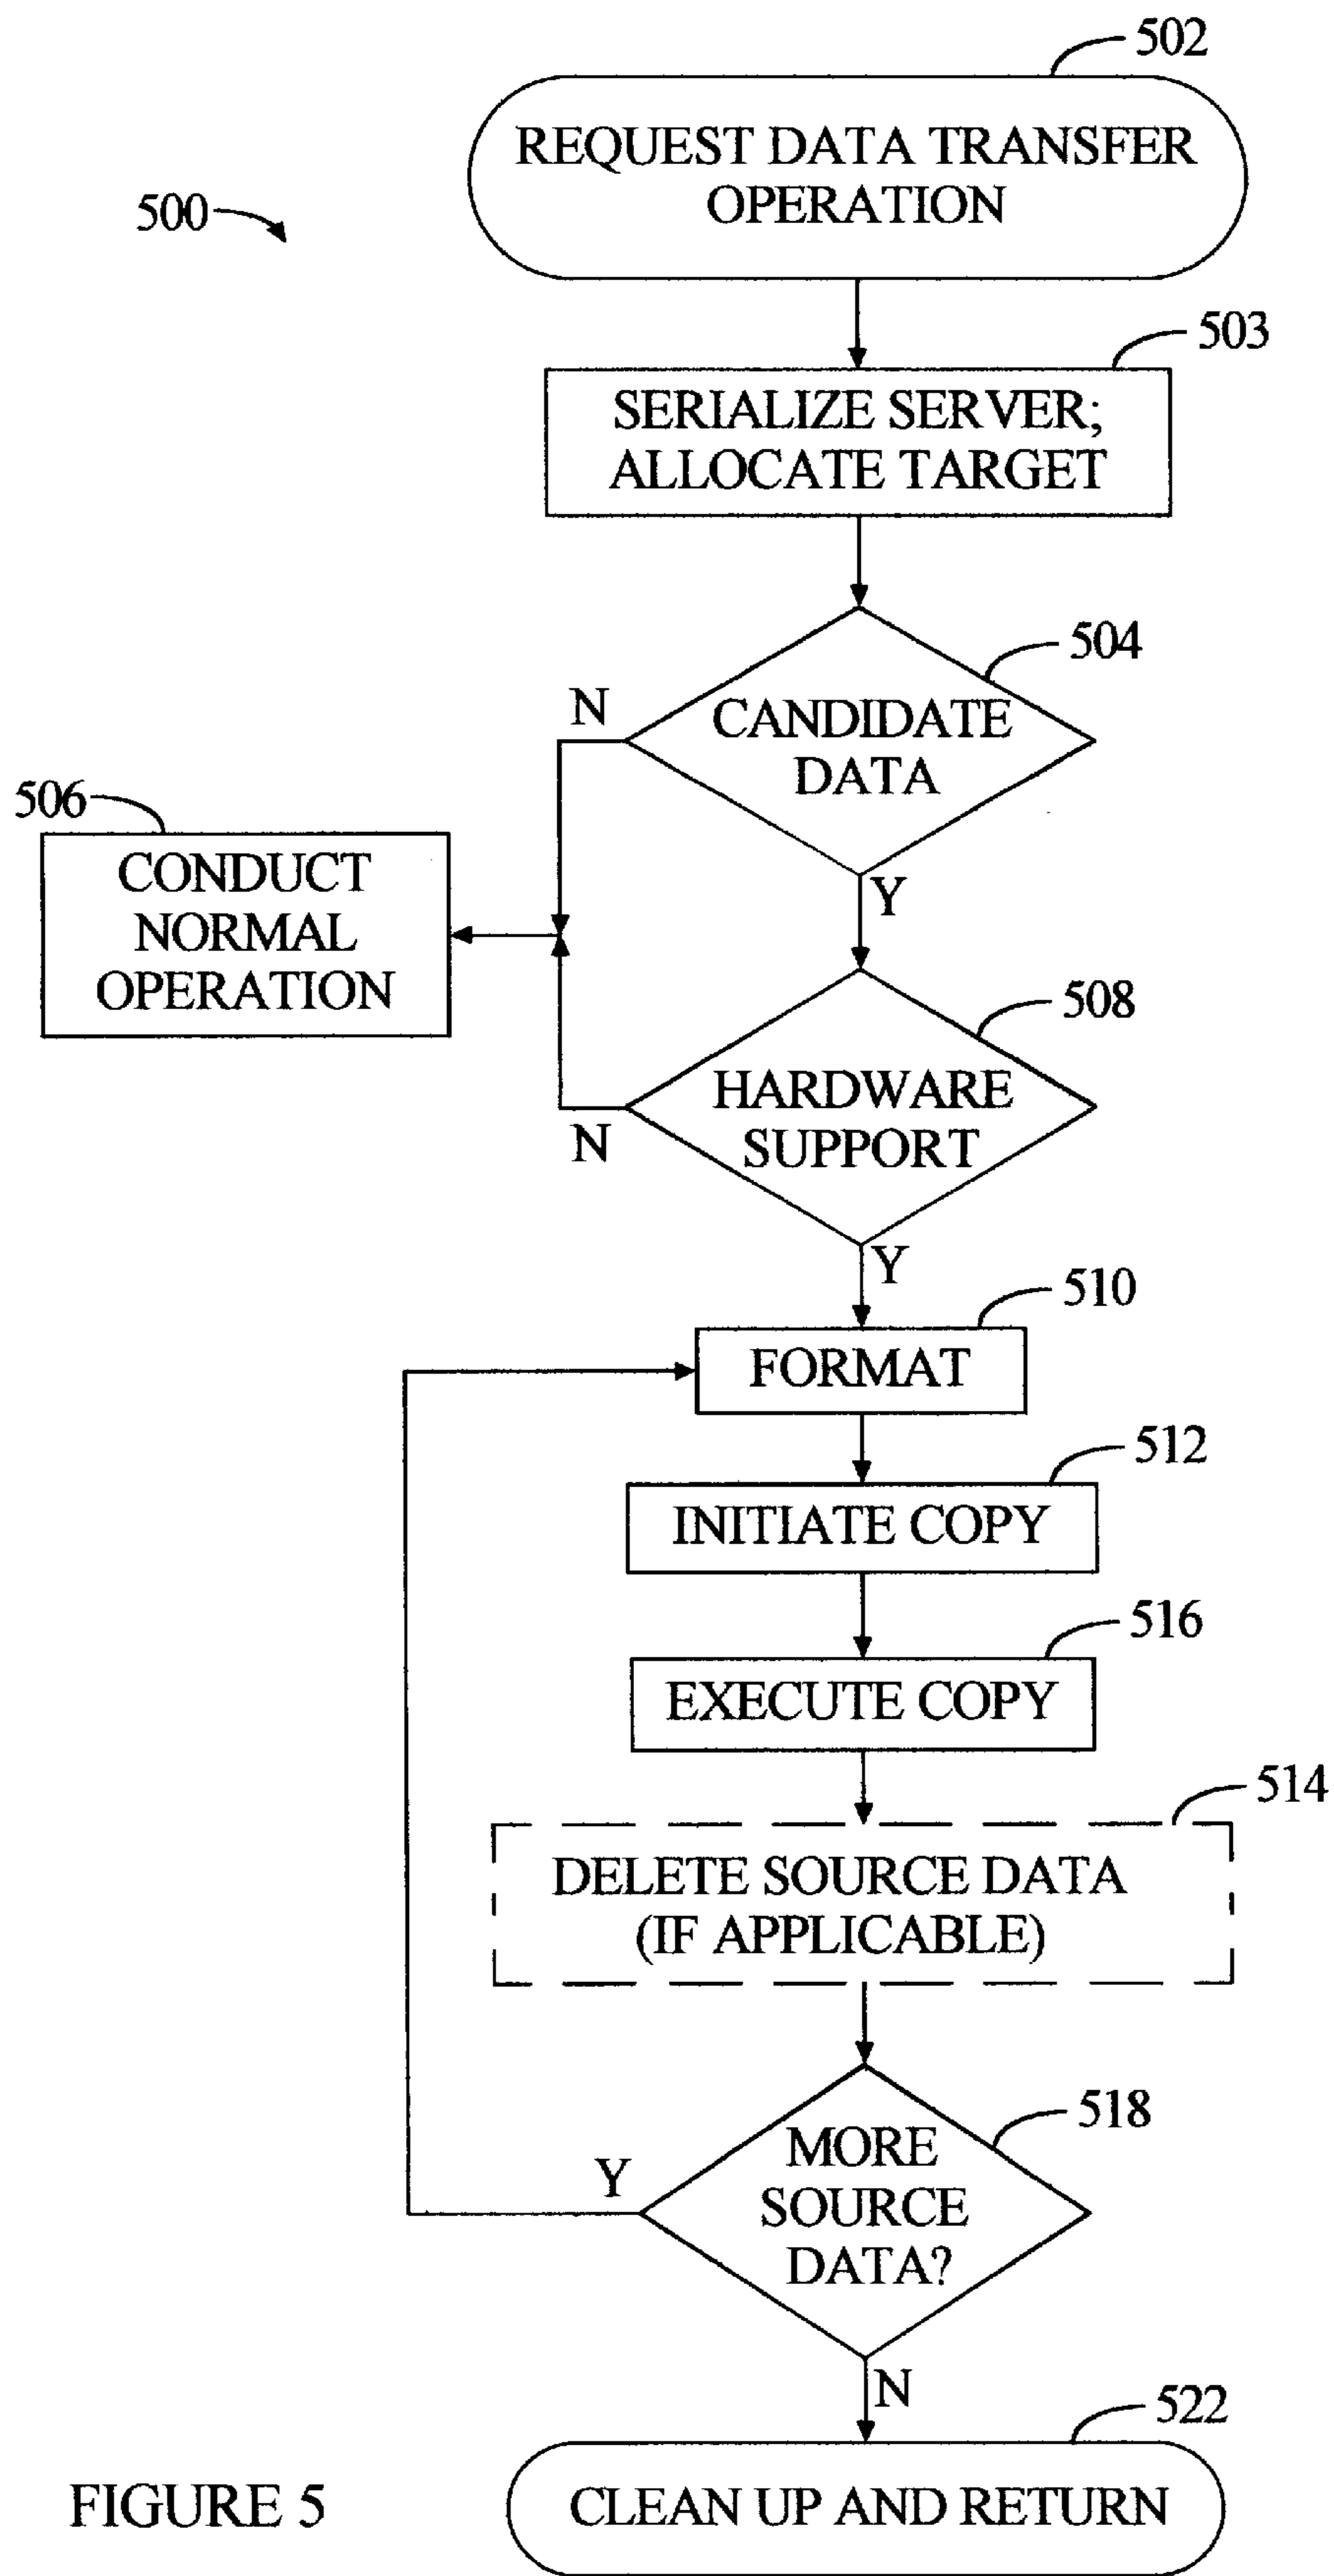 502
REQUEST DATA TRANSFER
OPERATION
500
503
SERIALIZE SERVER;
ALLOCATE TARGET
504
N
CANDIDATE
DATA
506
Y
CONDUCT
NORMAL
OPERATION
508
HARDWARE
SUPPORT
N
Y
510
FORMAT
512
INITIATE COPY
516
EXECUTE COPY
514
DELETE SOURCE DATA
(IF APPLICABLE)
518
Y
MORE
SOURCE
DATA?
N
522
CLEAN UP AND RETURN
FIGURE 5